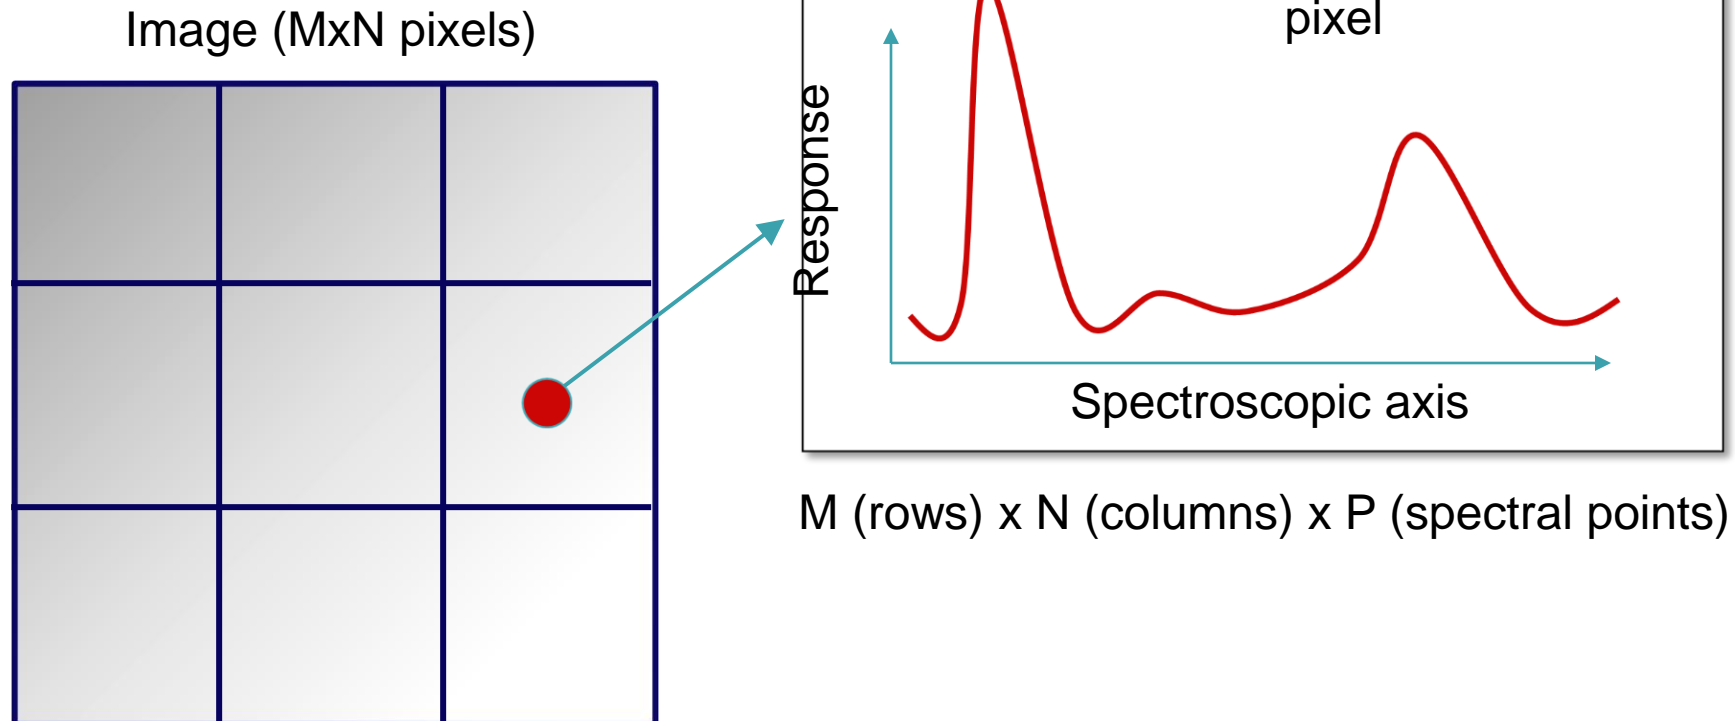 Image (MxN pixels)
pixel
Response
Spectroscopic axis
M (rows) x N (columns) x P (spectral points)